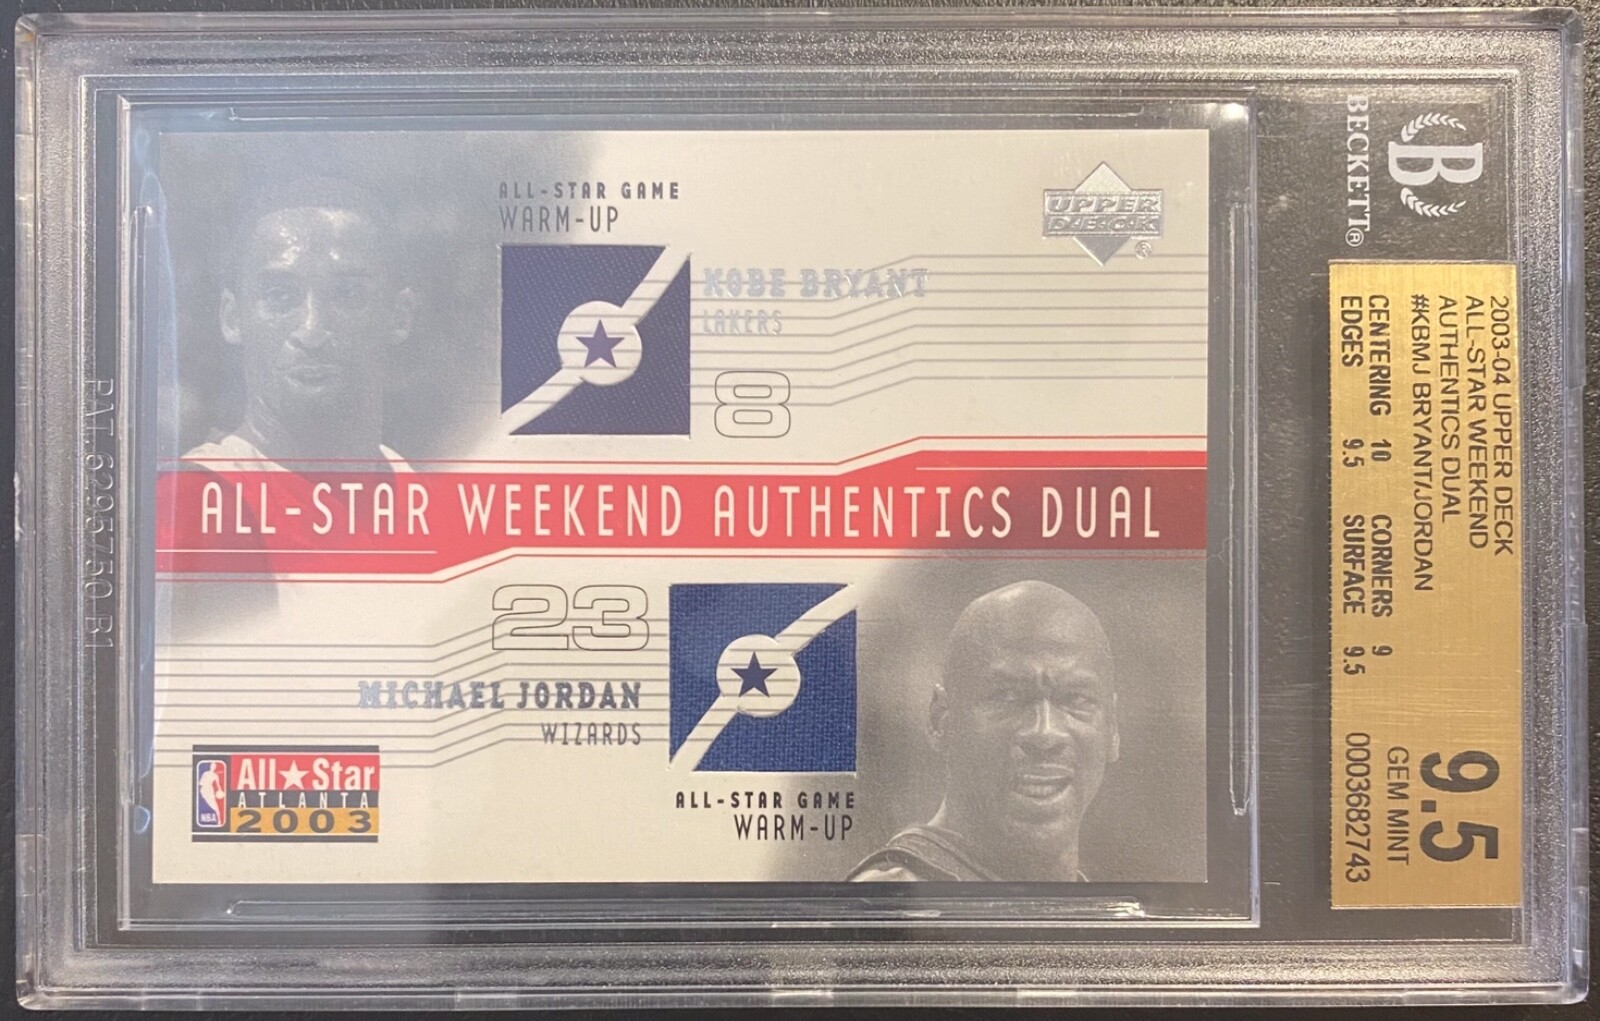 ALL-STAR GAME
WARM-UP
UPPER
DECK
®
KOBE BRYANT
LAKERS
8
ALL-STAR WEEKEND AUTHENTICS DUAL
23
MICHAEL JORDAN
WIZARDS
ALL-STAR GAME
WARM-UP
NBA
All★Star
ATLANTA
2003
B
BECKETT®
2003-04 UPPER DECK
ALL-STAR WEEKEND
AUTHENTICS DUAL
#KBMJ BRYANT/JORDAN
CENTERING 10 CORNERS 9
EDGES 9.5 SURFACE 9.5
9.5
GEM MINT
0003682743
PAT. 6295750 B1